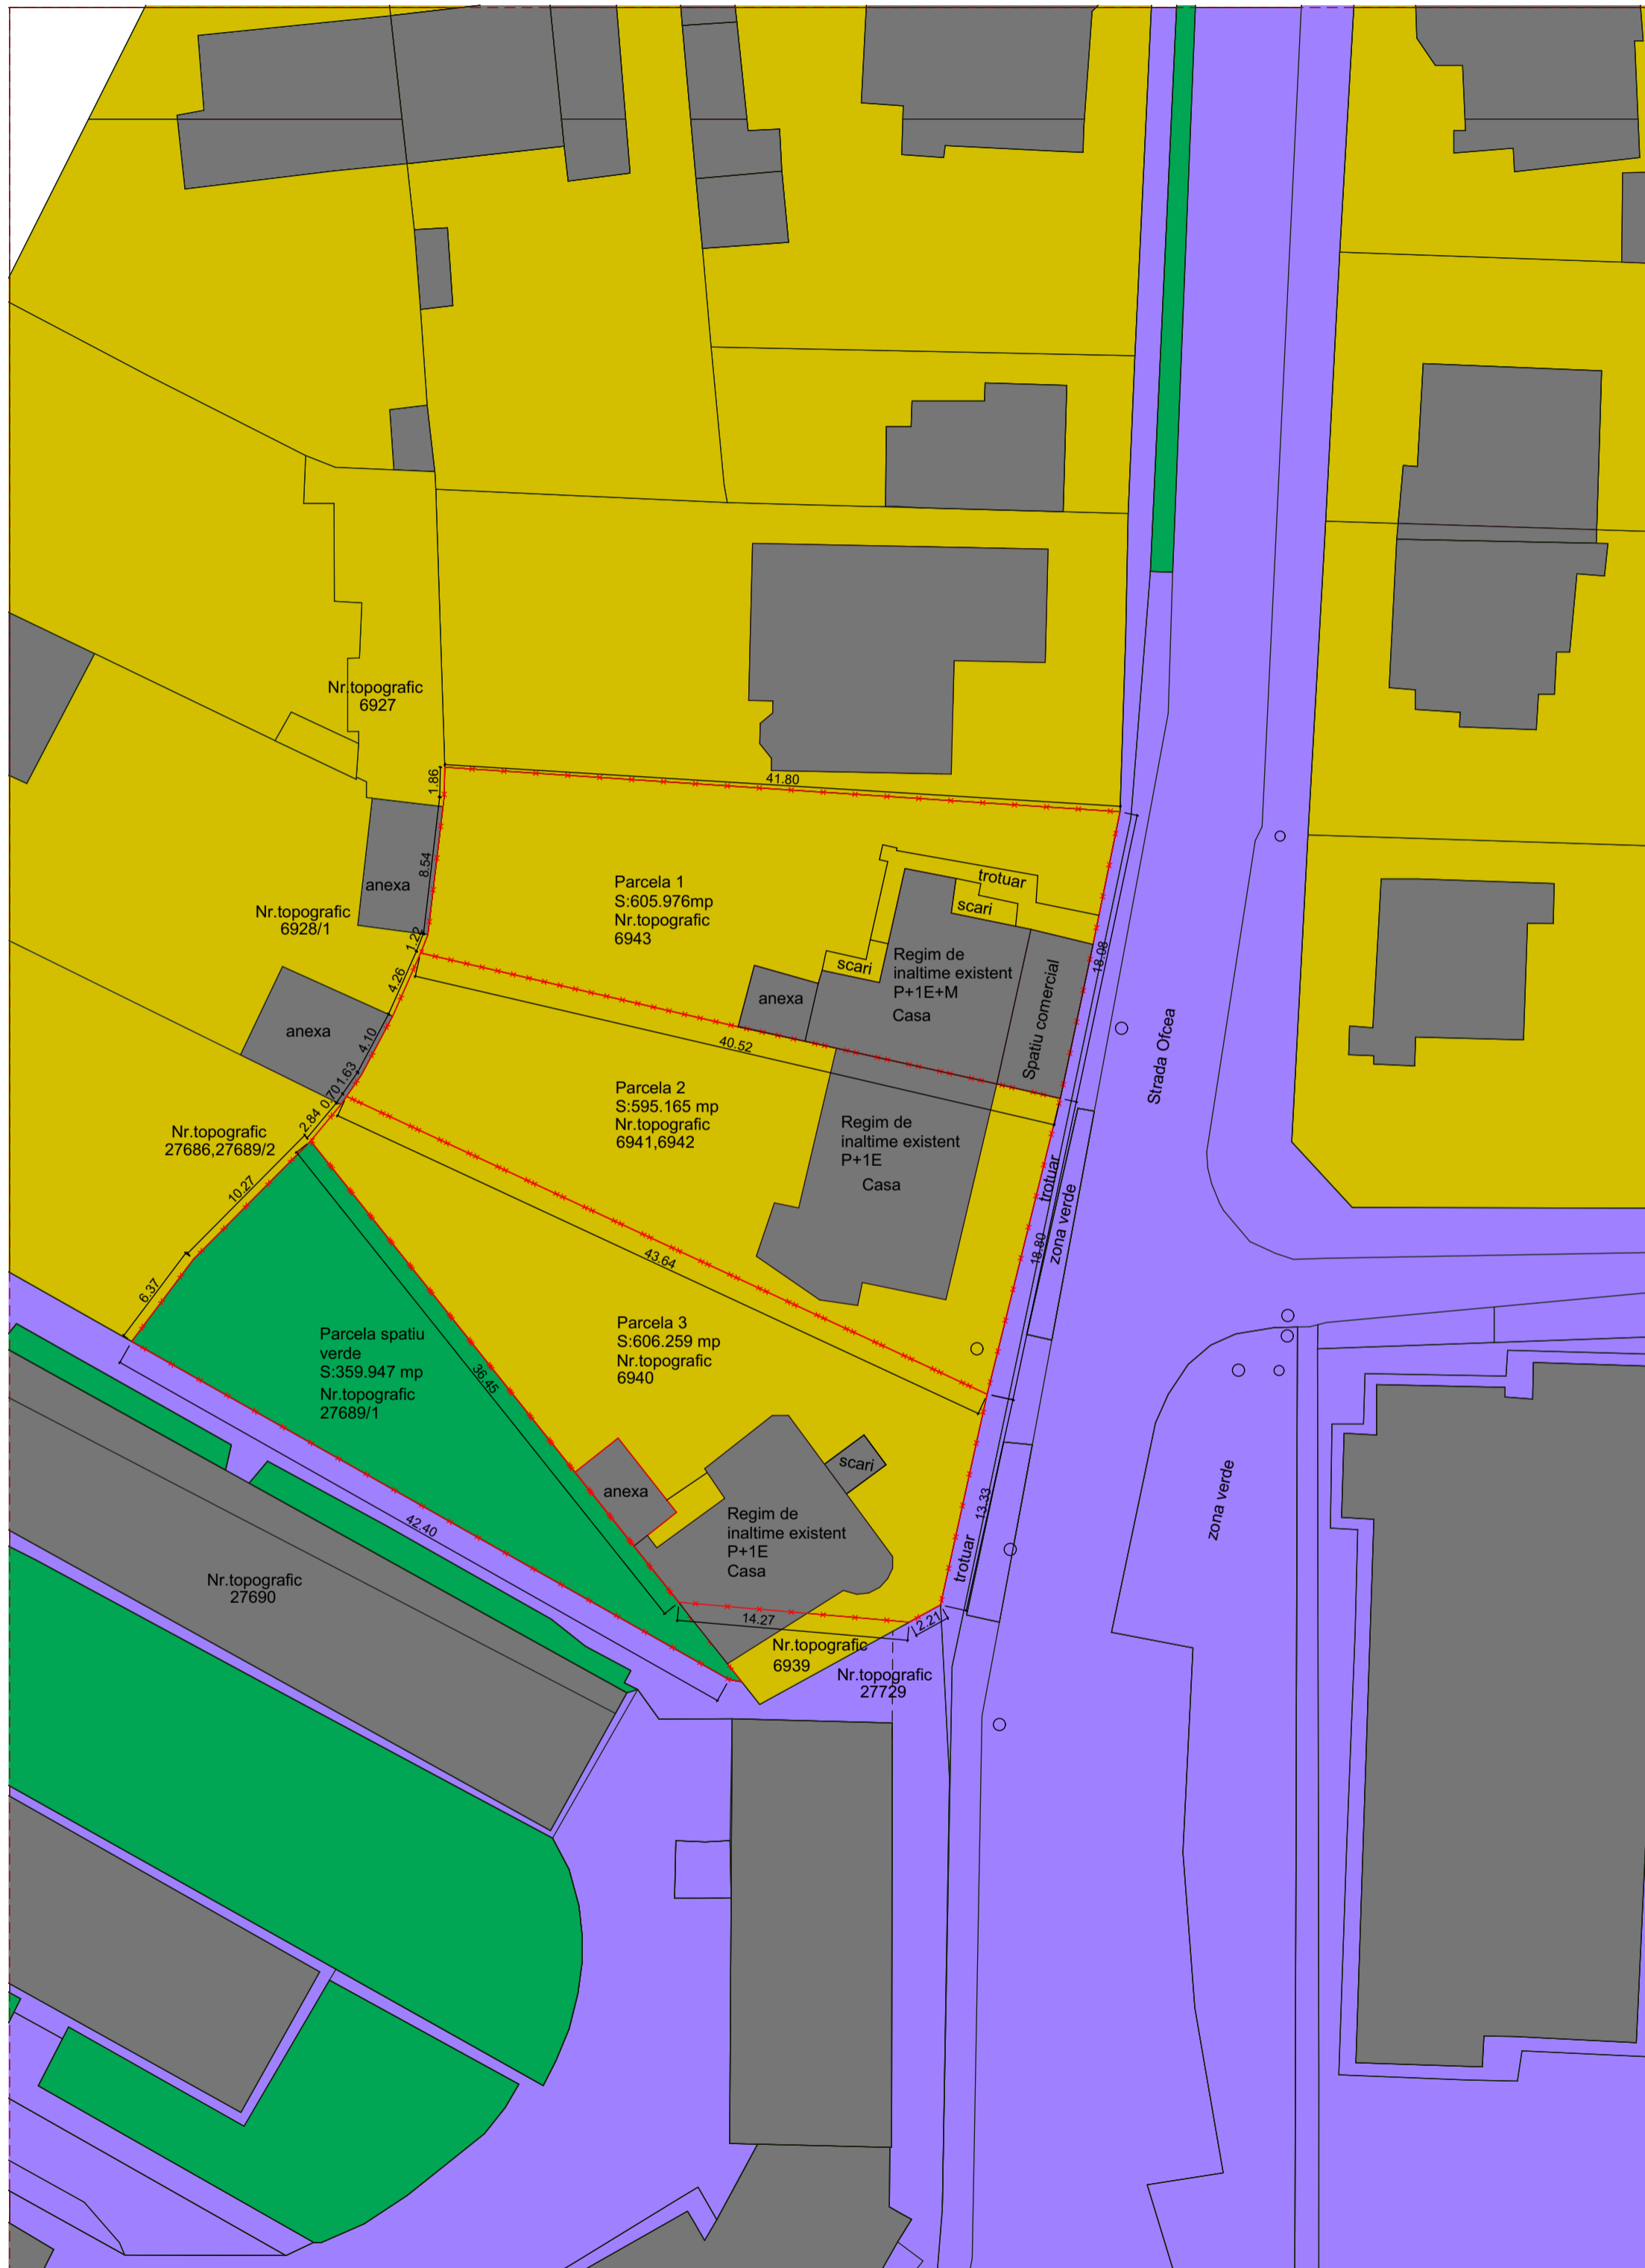 Nr.topografic
6927
1.86
41.80
8.54
anexa
Nr.topografic
6928/1
1.22
4.26
Parcela 1
S:605.976mp
Nr.topografic
6943
trotuar
scari
scari
Regim de
inaltime existent
P+1E+M
Casa
anexa
Spatiu comercial
18.08
Strada Ofcea
anexa
4.10
1.63
0.70
2.84
40.52
Parcela 2
S:595.165 mp
Nr.topografic
6941,6942
Regim de
inaltime existent
P+1E
Casa
trotuar
zona verde
18.80
Nr.topografic
27686,27689/2
10.27
6.37
43.64
Parcela spatiu
verde
S:359.947 mp
Nr.topografic
27689/1
36.45
Parcela 3
S:606.259 mp
Nr.topografic
6940
anexa
scari
Regim de
inaltime existent
P+1E
Casa
13.33
trotuar
zona verde
42.40
Nr.topografic
27690
14.27
2.21
Nr.topografic
6939
Nr.topografic
27729